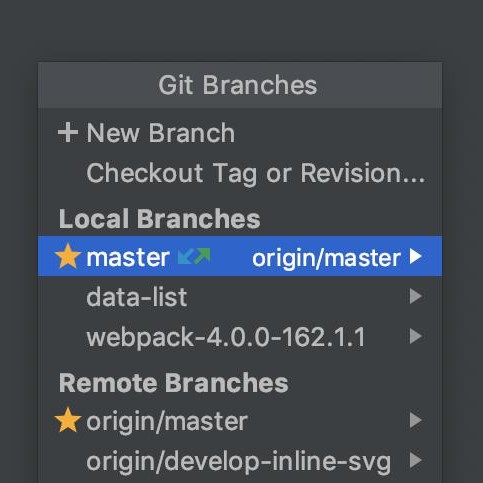 Git Branches
New Branch
Checkout Tag or Revision...
Local Branches
master origin/master
data-list
webpack-4.0.0-162.1.1
Remote Branches
origin/master
origin/develop-inline-svg